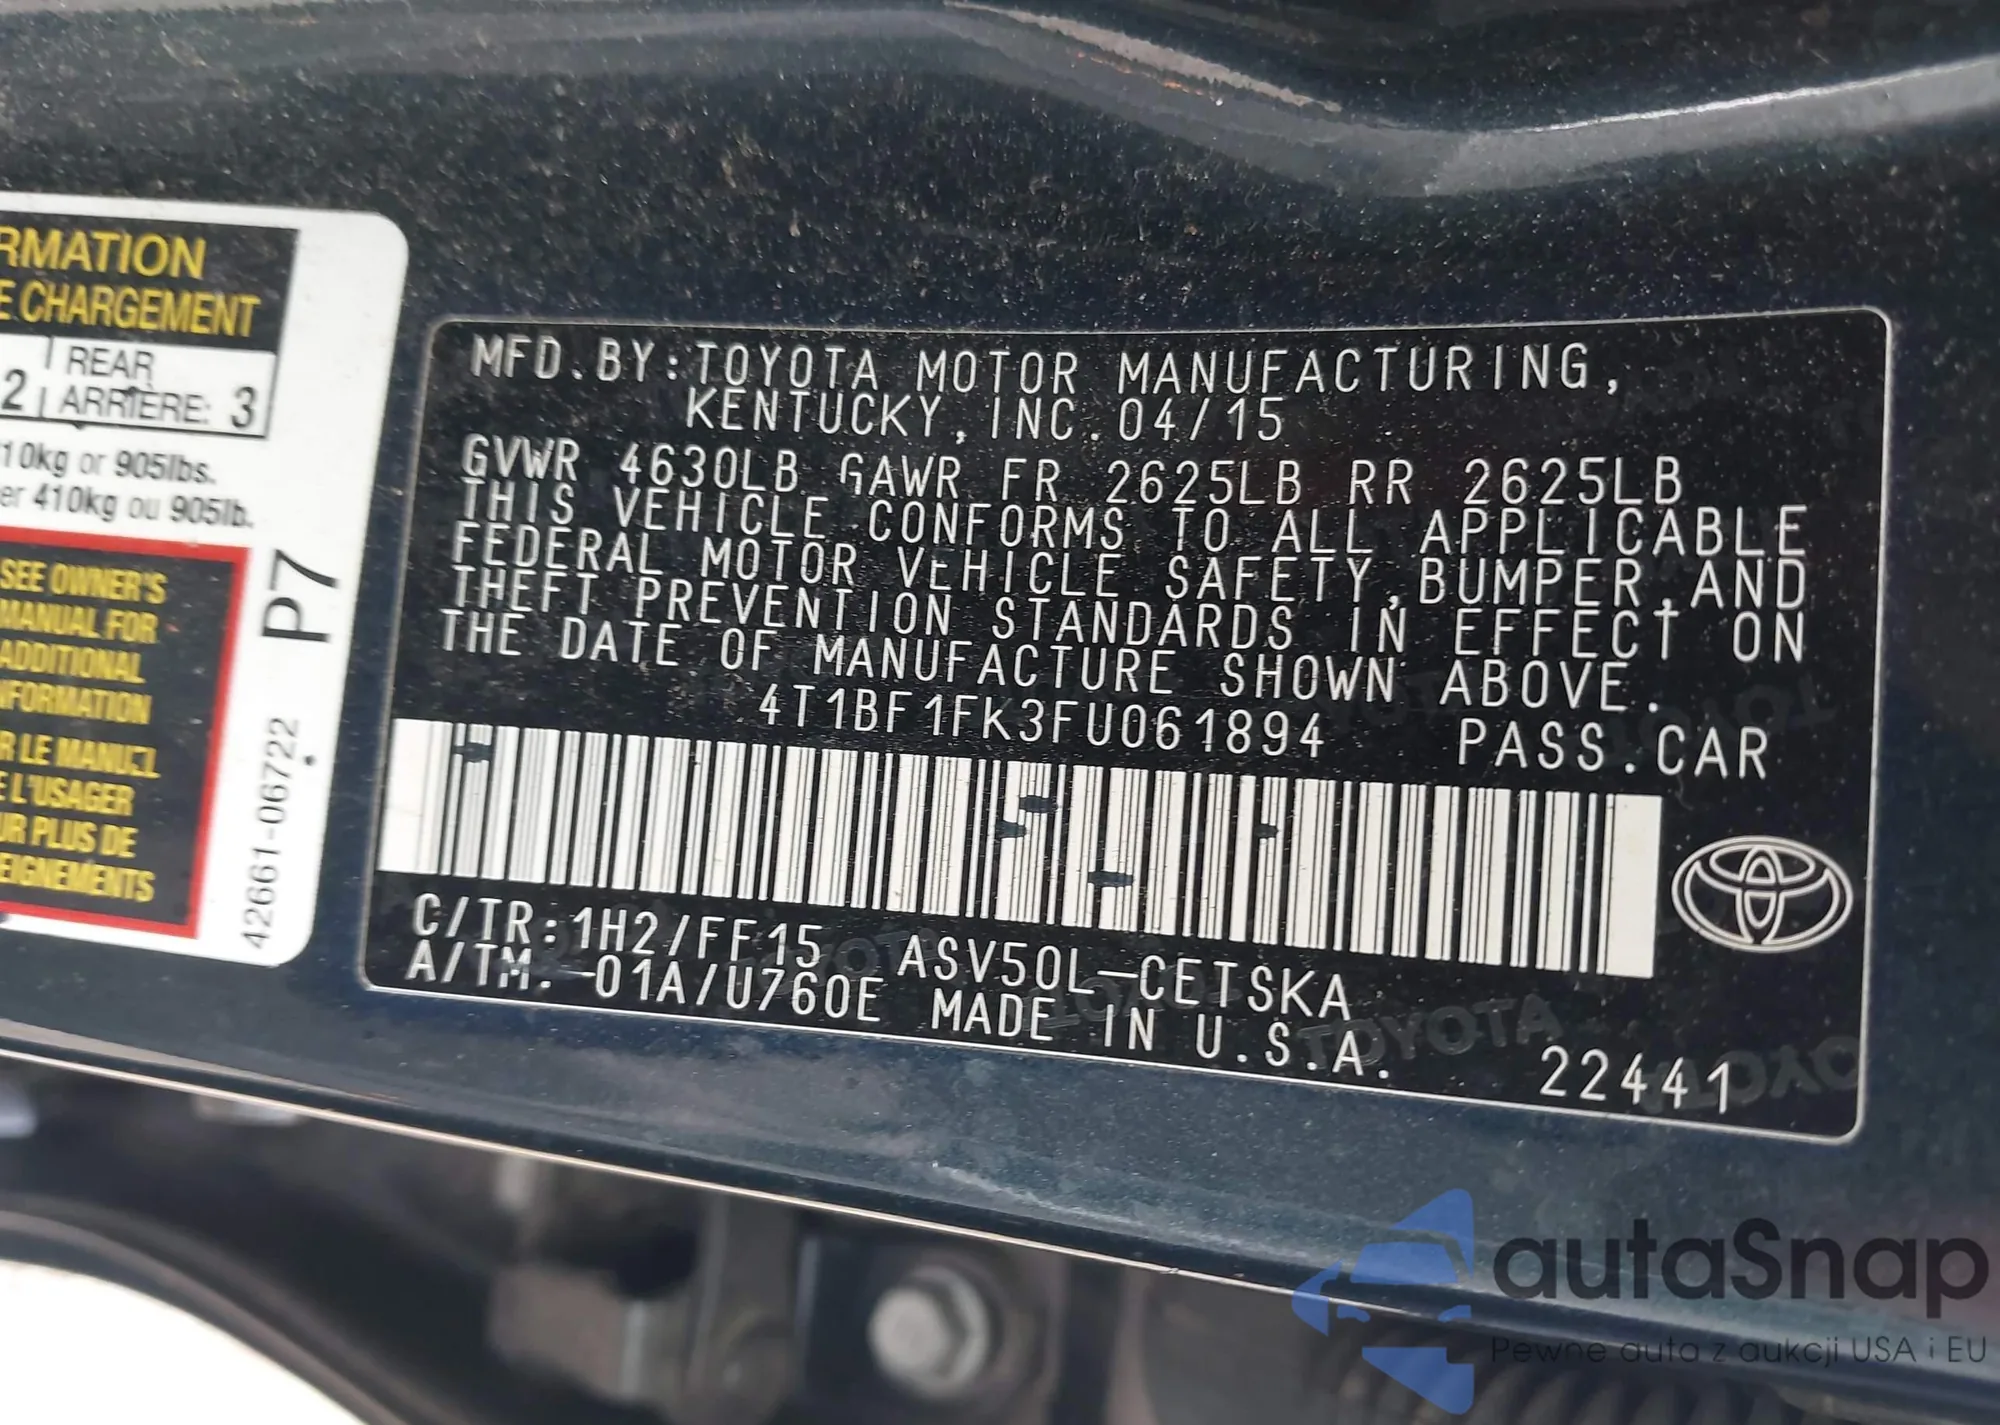 RMATION
E CHARGEMENT
2 REAR
ARRIÈRE: 3
10kg or 905lbs.
er 410kg ou 905lb.
SEE OWNER'S
MANUAL FOR
ADDITIONAL
NFORMATION
R LE MANUEL
E L'USAGER
UR PLUS DE
EIGNEMENTS
P7
42661-06722
MFD.BY:TOYOTA MOTOR MANUFACTURING,
KENTUCKY,INC.04/15
GVWR 4630LB GAWR FR 2625LB RR 2625LB
THIS VEHICLE CONFORMS TO ALL APPLICABLE
FEDERAL MOTOR VEHICLE SAFETY,BUMPER,AND
THEFT PREVENTION STANDARDS IN EFFECT ON
THE DATE OF MANUFACTURE SHOWN ABOVE.
4T1BF1FK3FU061894 PASS.CAR
C/TR:1H2/FF15 ASV50L-CETSKA
A/TM.-01A/U760E MADE IN U.S.A. 22441
TOYOTA
autaSnap
Pewne auta z aukcji USA i EU